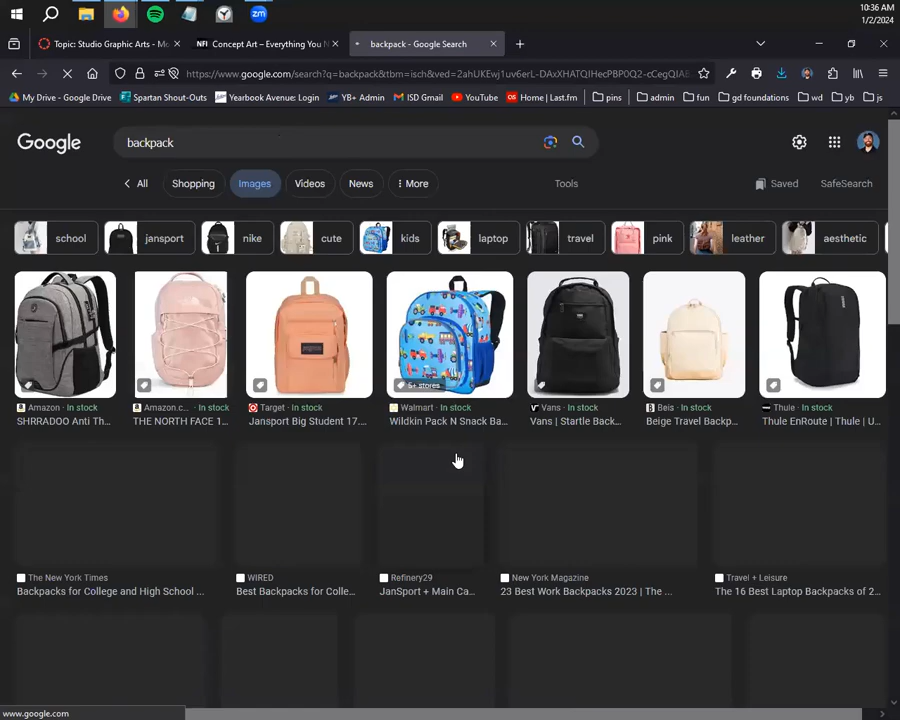 10:36 AM
1/2/2024
Topic: Studio Graphic Arts - Mo
NFI Concept Art – Everything You N
backpack - Google Search
https://www.google.com/search?q=backpack&tbm=isch&ved=2ahUKEwj1uv6erL-DAxXHATQIHecPBP0Q2-cCegQIAB
My Drive - Google Drive
Spartan Shout-Outs
Yearbook Avenue: Login
YB+ Admin
ISD Gmail
YouTube
Home | Last.fm
pins
admin
fun
gd foundations
wd
yb
js
Google
backpack
All
Shopping
Images
Videos
News
More
Tools
Saved
SafeSearch
school
jansport
nike
cute
kids
laptop
travel
pink
leather
aesthetic
5+ stores
Amazon · In stock
SHRRADOO Anti Th...
Amazon.c... · In stock
THE NORTH FACE 1...
Target · In stock
Jansport Big Student 17...
Walmart · In stock
Wildkin Pack N Snack Ba...
Vans · In stock
Vans | Startle Back...
Beis · In stock
Beige Travel Backp...
Thule · In stock
Thule EnRoute | Thule | U...
The New York Times
Backpacks for College and High School ...
WIRED
Best Backpacks for Colle...
Refinery29
JanSport + Main Ca...
New York Magazine
23 Best Work Backpacks 2023 | The ...
Travel + Leisure
The 16 Best Laptop Backpacks of 2...
www.google.com